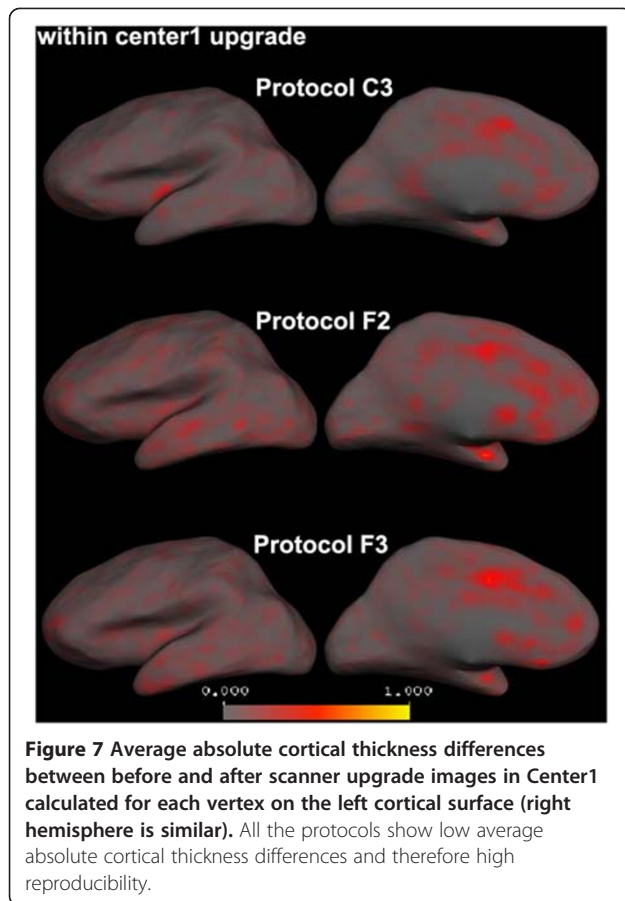 within center1 upgrade
Protocol C3
Protocol F2
Protocol F3
0.000 1.000
Figure 7 Average absolute cortical thickness differences
between before and after scanner upgrade images in Center1
calculated for each vertex on the left cortical surface (right
hemisphere is similar). All the protocols show low average
absolute cortical thickness differences and therefore high
reproducibility.